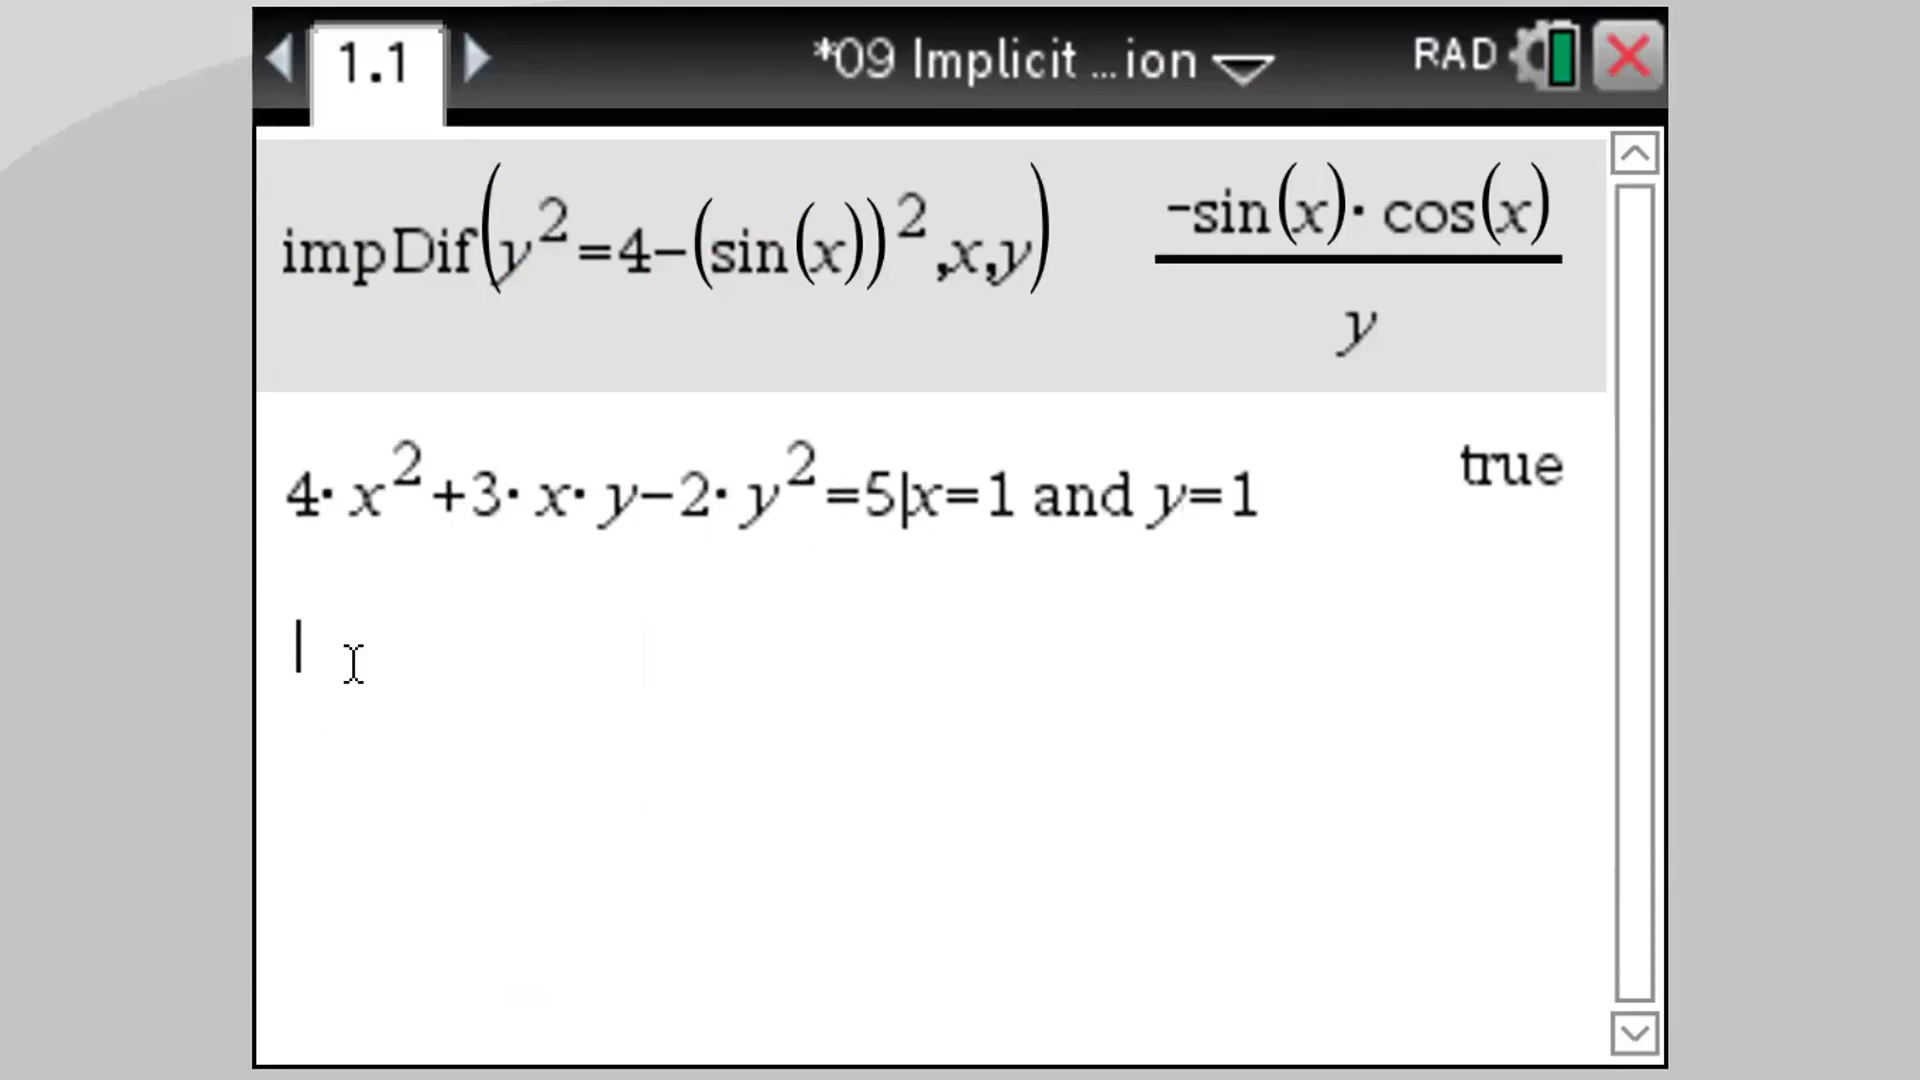 1.1 *09 Implicit ...ion RAD
impDif(y²=4−(sin(x))²,x,y) -sin(x)·cos(x)
y
4·x²+3·x·y−2·y²=5|x=1 and y=1 true